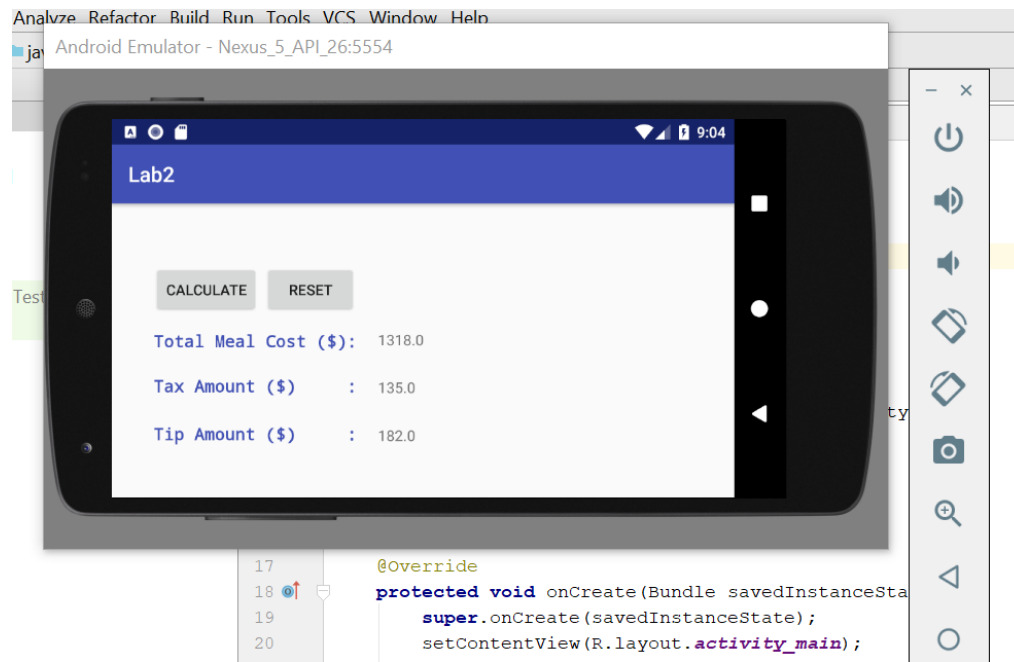 Analyze Refactor Build Run Tools VCS Window Help
Android Emulator - Nexus_5_API_26:5554
9:04
Lab2
CALCULATE RESET
Test
Total Meal Cost ($): 1318.0
Tax Amount ($) : 135.0
ty
Tip Amount ($) : 182.0
17 @Override
18 protected void onCreate(Bundle savedInstanceSta
19 super.onCreate(savedInstanceState);
20 setContentView(R.layout.activity_main);